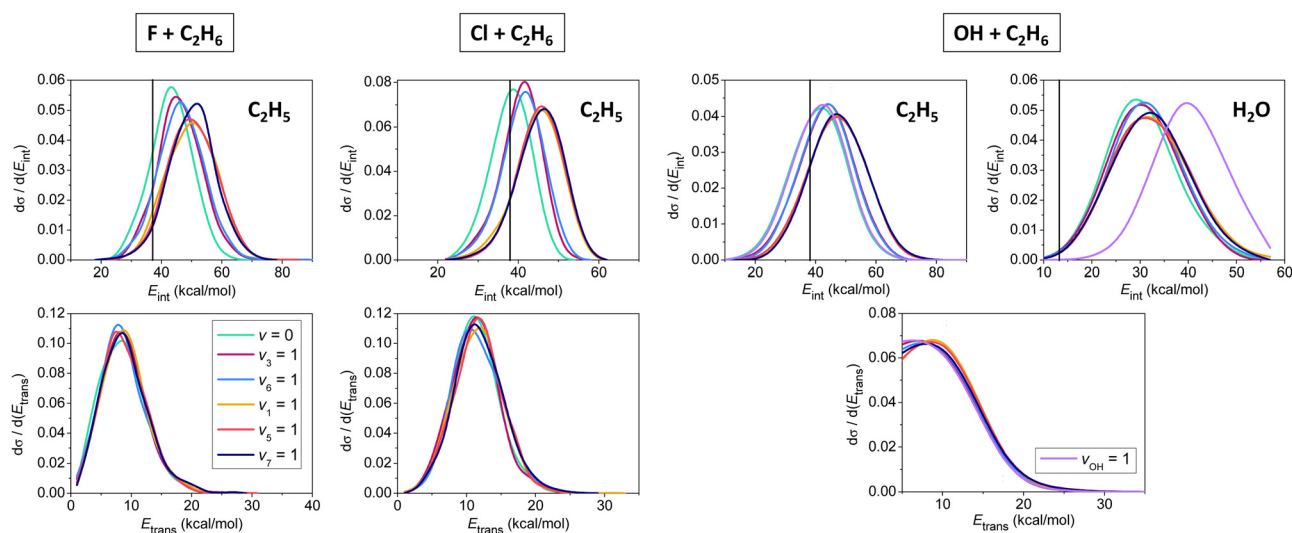 F + C2H6
Cl + C2H6
OH + C2H6
0.06
0.05
0.04
0.03
0.02
0.01
0.00
dσ / d(Eint)
C2H5
20 40 60 80
Eint (kcal/mol)
0.08
0.06
0.04
0.02
0.00
dσ / d(Eint)
C2H5
20 40 60 80
Eint (kcal/mol)
0.05
0.04
0.03
0.02
0.01
0.00
dσ / d(Eint)
C2H5
20 40 60 80
Eint (kcal/mol)
0.06
0.05
0.04
0.03
0.02
0.01
0.00
dσ / d(Eint)
H2O
10 20 30 40 50 60
Eint (kcal/mol)
0.12
0.10
0.08
0.06
0.04
0.02
0.00
dσ / d(Etrans)
v = 0
v3 = 1
v6 = 1
v1 = 1
v5 = 1
v7 = 1
0 10 20 30 40
Etrans (kcal/mol)
0.12
0.10
0.08
0.06
0.04
0.02
0.00
dσ / d(Etrans)
0 10 20 30
Etrans (kcal/mol)
0.08
0.06
0.04
0.02
0.00
dσ / d(Etrans)
vOH = 1
10 20 30
Etrans (kcal/mol)